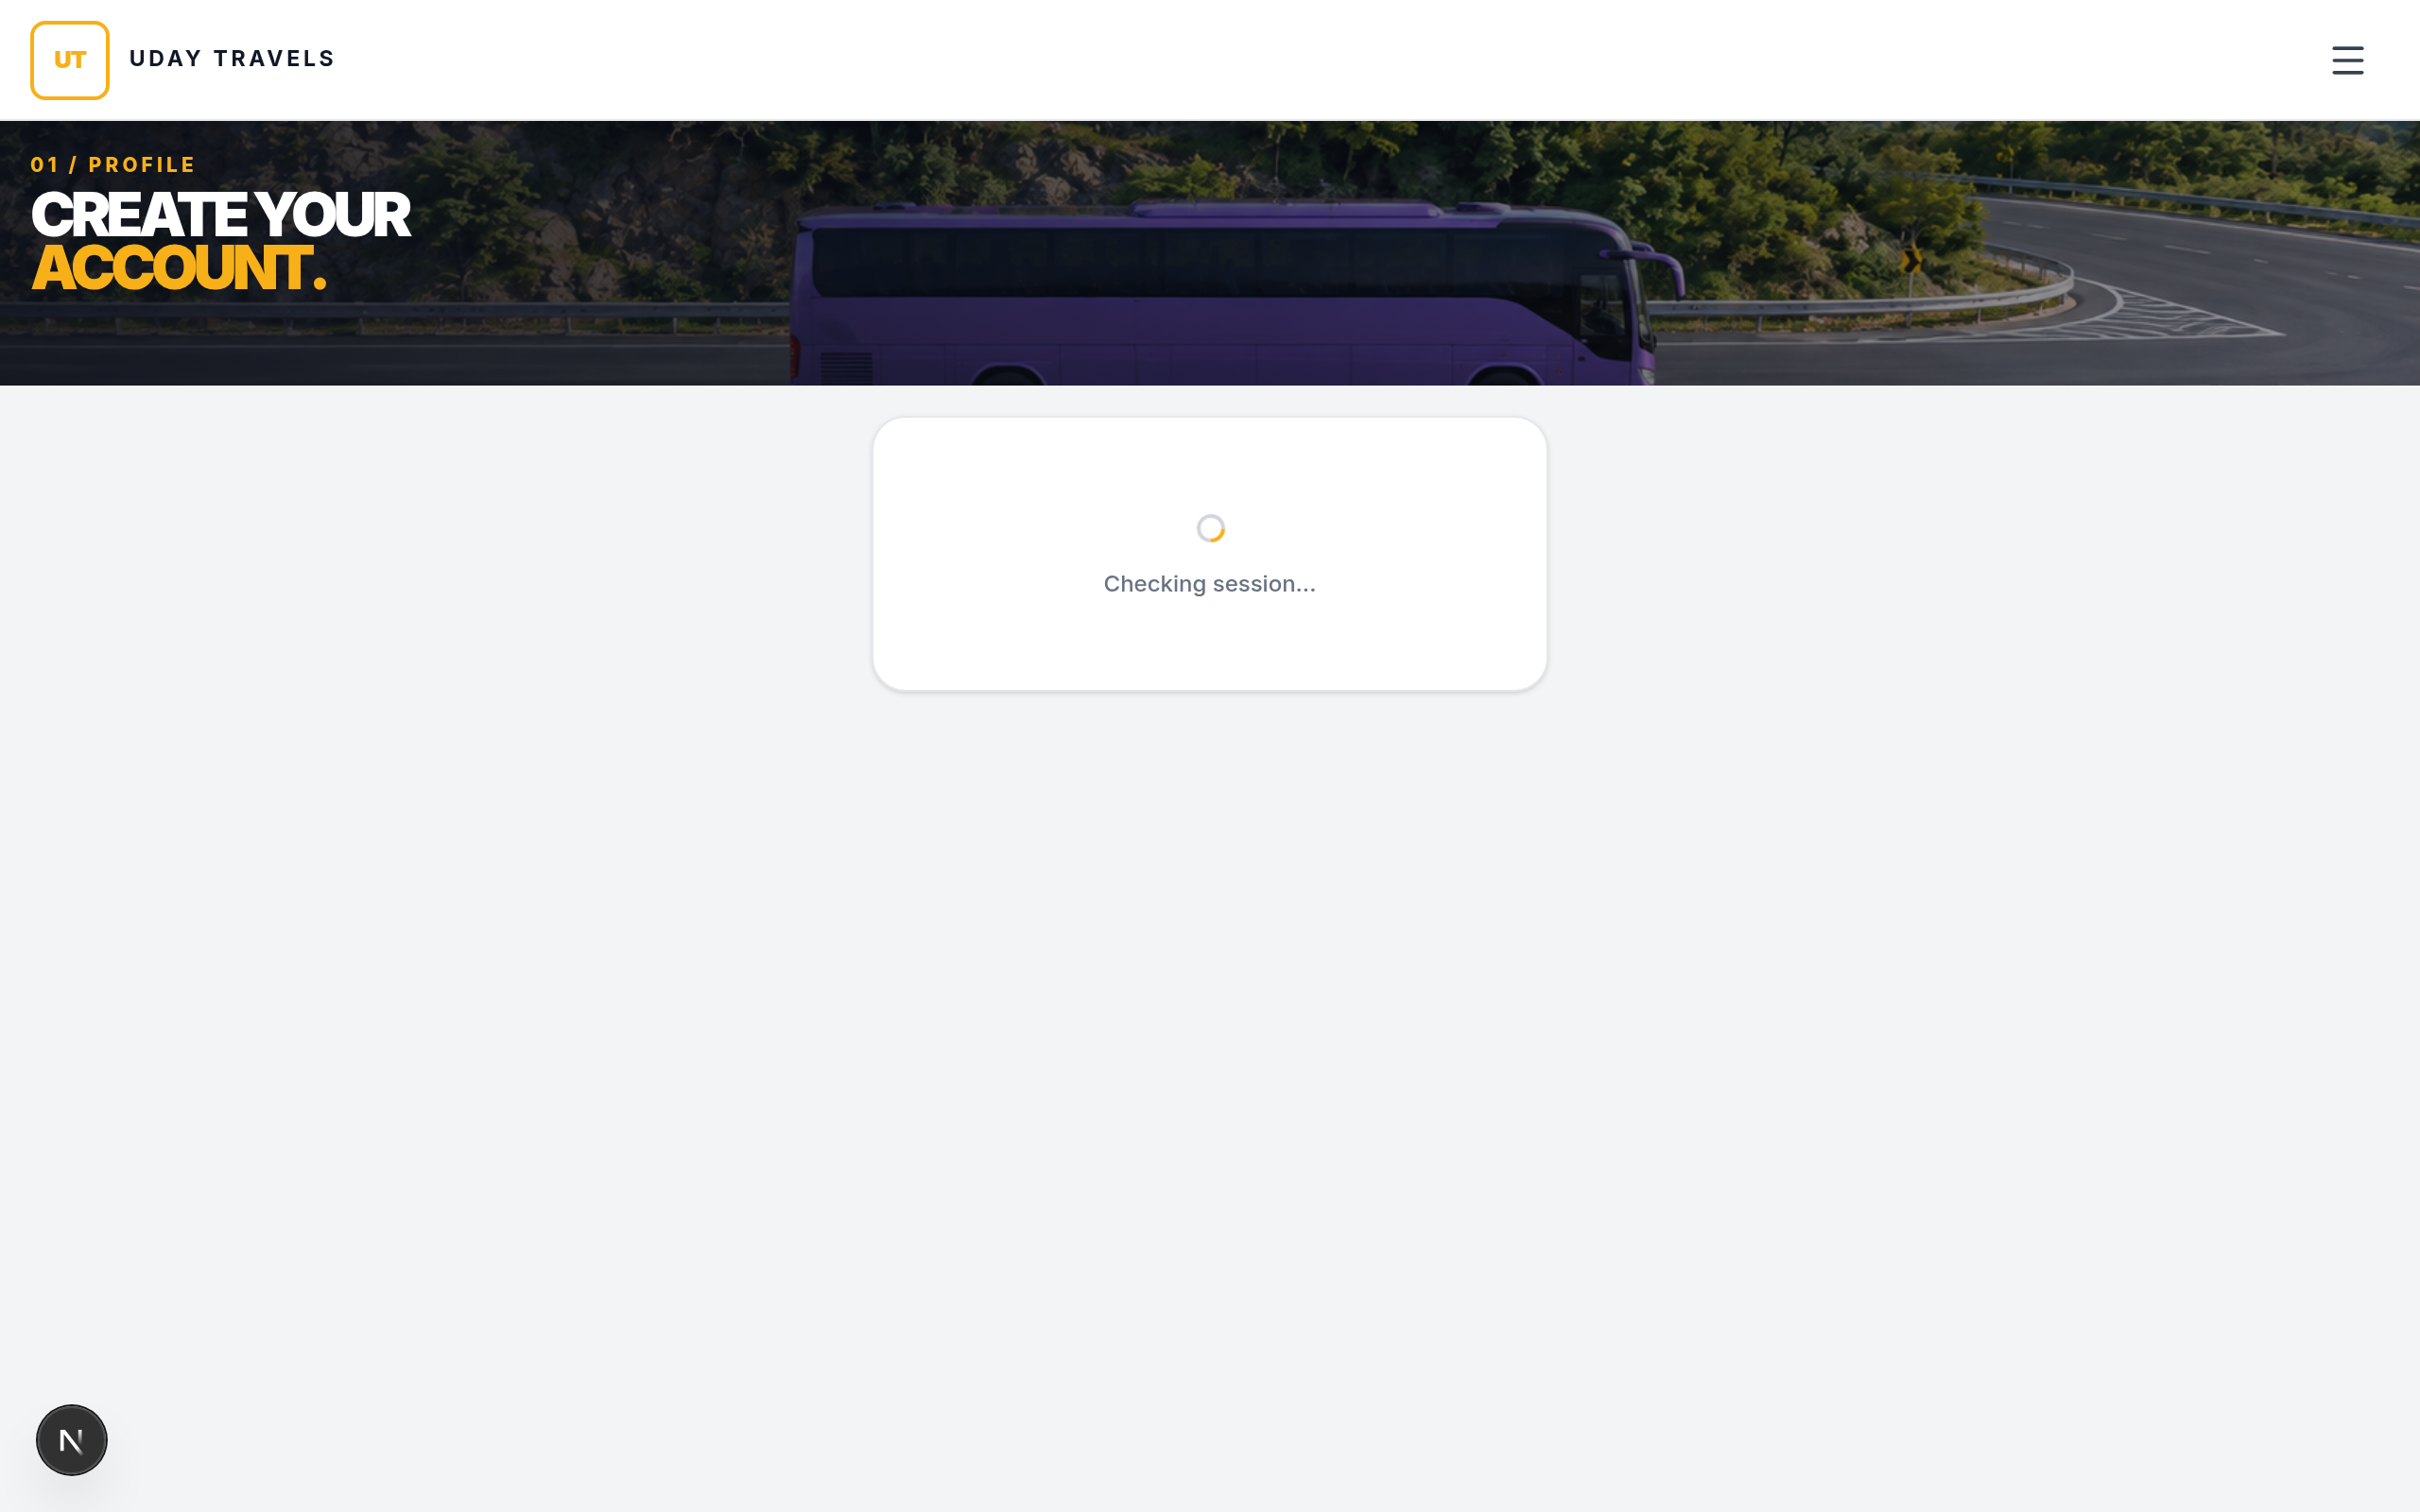 UT
UDAY TRAVELS
01 / PROFILE
CREATE YOUR
ACCOUNT.
Checking session...
N